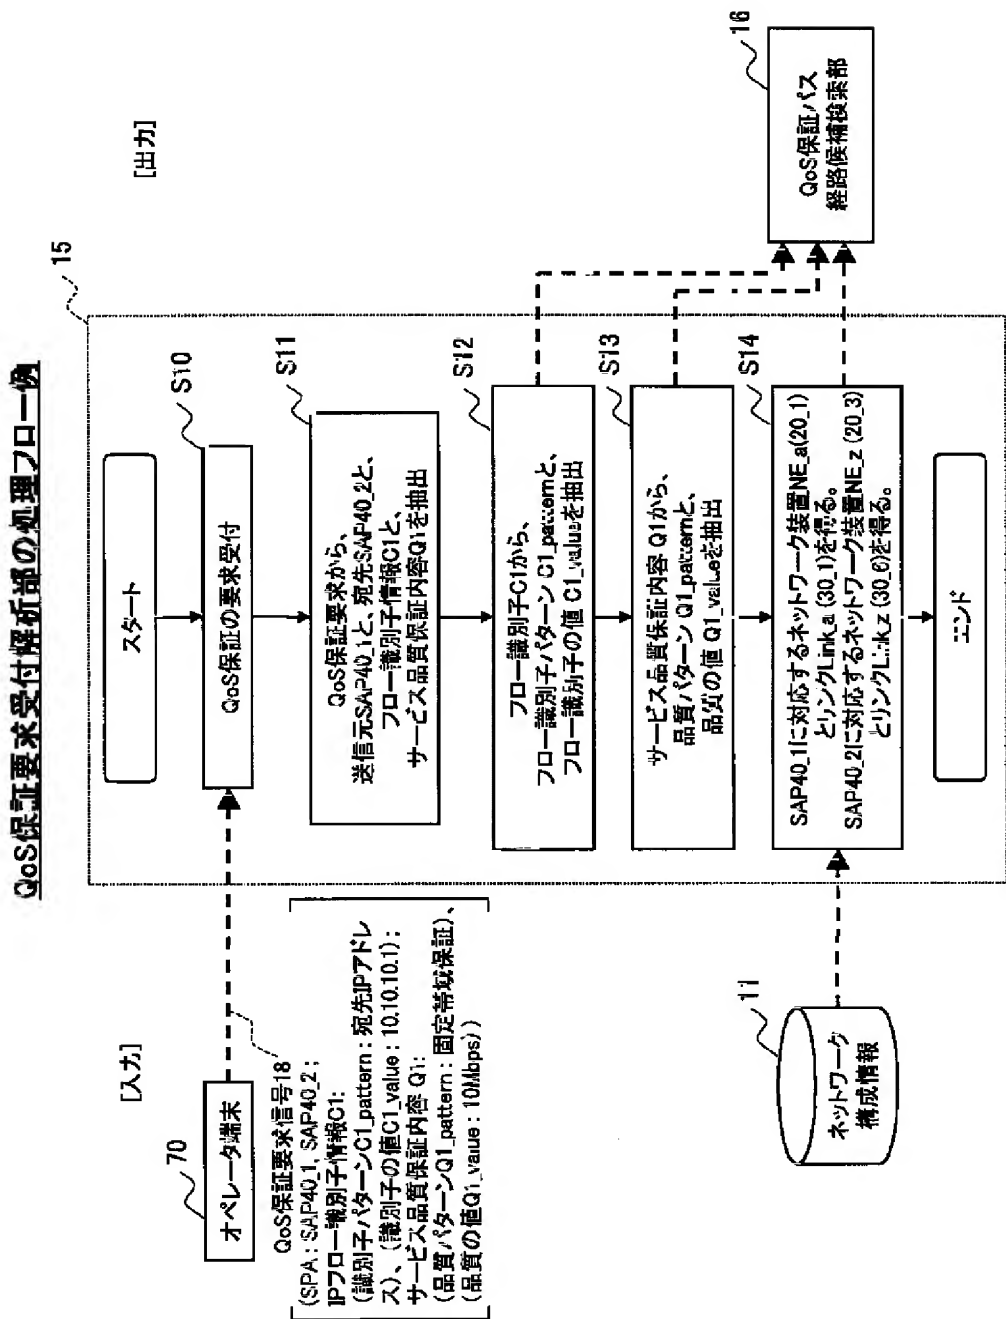 QoS保証要求受付解析部の処理フロー例
[入力]
[出力]
70
オペレータ端末
QoS保証要求信号18
(SPA:SAP40_1, SAP40_2;
IPフロー識別子情報C1:
(識別子パターンC1_pattern:宛先IPアドレ
ス)、(識別子の値C1_value:10.10.10.1);
サービス品質保証内容 Q1:
(品質パターンQ1_pattern:固定帯域保証)、
(品質の値Q1_value:10Mbps))
11
ネットワーク
構成情報
15
スタート
S10
QoS保証の要求受付
S11
QoS保証要求から、
送信元SAP40_1と、宛先SAP40_2と、
フロー識別子情報C1と、
サービス品質保証内容Q1を抽出
S12
フロー識別子C1から、
フロー識別子パターン C1_patternと、
フロー識別子の値 C1_valueを抽出
S13
サービス品質保証内容 Q1から、
品質パターン Q1_patternと、
品質の値 Q1_valueを抽出
S14
SAP40_1に対応するネットワーク装置NE_a(20_1)
とリンクLink_a (30_1)を得る。
SAP40_2に対応するネットワーク装置NE_z (20_3)
とリンクLink_z (30_6)を得る。
エンド
16
QoS保証パス
経路候補検索部